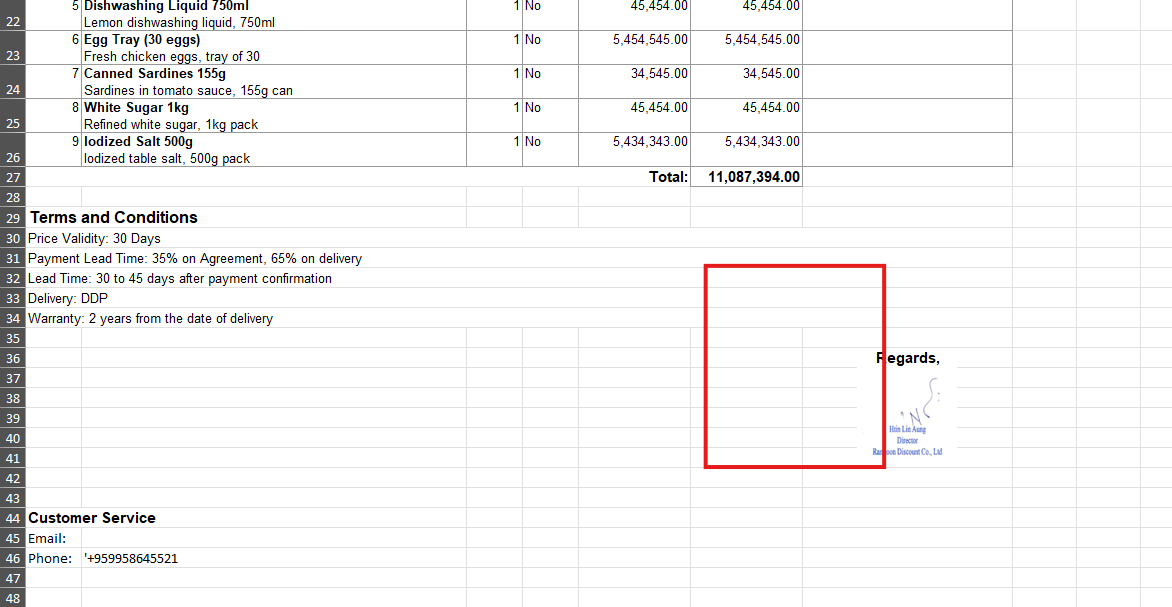 22 5 Dishwashing Liquid 750ml 1 No 45,454.00 45,454.00
Lemon dishwashing liquid, 750ml
23 6 Egg Tray (30 eggs) 1 No 5,454,545.00 5,454,545.00
Fresh chicken eggs, tray of 30
24 7 Canned Sardines 155g 1 No 34,545.00 34,545.00
Sardines in tomato sauce, 155g can
25 8 White Sugar 1kg 1 No 45,454.00 45,454.00
Refined white sugar, 1kg pack
26 9 Iodized Salt 500g 1 No 5,434,343.00 5,434,343.00
Iodized table salt, 500g pack
27 Total: 11,087,394.00
28
29 Terms and Conditions
30 Price Validity: 30 Days
31 Payment Lead Time: 35% on Agreement, 65% on delivery
32 Lead Time: 30 to 45 days after payment confirmation
33 Delivery: DDP
34 Warranty: 2 years from the date of delivery
35
36 Regards,
37
38
39
40 Htin Lin Aung
Director
41 Discount Co., Ltd
42
43
44 Customer Service
45 Email:
46 Phone: '+959958645521
47
48